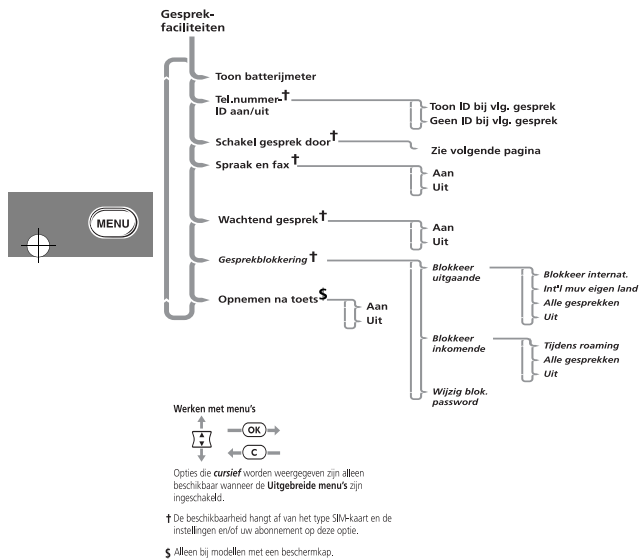 Gesprek-
faciliteiten
Toon batterijmeter
Tel.nummer-†
ID aan/uit
Toon ID bij vlg. gesprek
Geen ID bij vlg. gesprek
Schakel gesprek door†
Zie volgende pagina
Spraak en fax†
Aan
Uit
MENU
Wachtend gesprek†
Aan
Uit
Gesprekblokkering †
Blokkeer
uitgaande
Blokkeer internat.
Int'l muv eigen land
Alle gesprekken
Uit
Blokkeer
inkomende
Tijdens roaming
Alle gesprekken
Uit
Wijzig blok.
password
Opnemen na toets$
Aan
Uit
Werken met menu's
OK
C
Opties die cursief worden weergegeven zijn alleen
beschikbaar wanneer de Uitgebreide menu's zijn
ingeschakeld.
† De beschikbaarheid hangt af van het type SIM-kaart en de
instellingen en/of uw abonnement op deze optie.
$ Alleen bij modellen met een beschermkap.